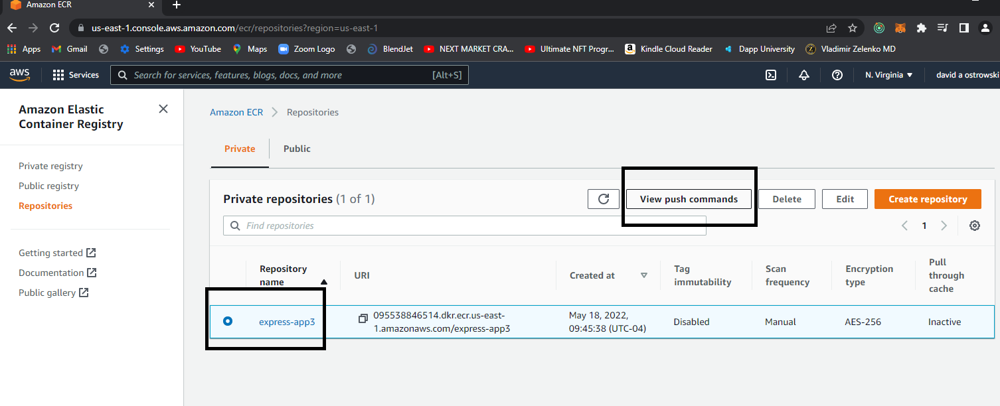 Amazon ECR
us-east-1.console.aws.amazon.com/ecr/repositories?region=us-east-1
Apps Gmail Settings YouTube Maps Zoom Logo BlendJet NEXT MARKET CRA... Ultimate NFT Progr... Kindle Cloud Reader Dapp University Vladimir Zelenko MD
aws Services Search for services, features, blogs, docs, and more [Alt+S] N. Virginia david a ostrowski
Amazon Elastic
Container Registry
Private registry
Public registry
Repositories
Getting started
Documentation
Public gallery
Amazon ECR Repositories
Private Public
Private repositories (1 of 1) View push commands Delete Edit Create repository
Find repositories 1
Repository
name
URI
Created at
Tag
immutability
Scan
frequency
Encryption
type
Pull
through
cache
express-app3
095538846514.dkr.ecr.us-east-
1.amazonaws.com/express-app3
May 18, 2022,
09:45:38 (UTC-04)
Disabled
Manual
AES-256
Inactive